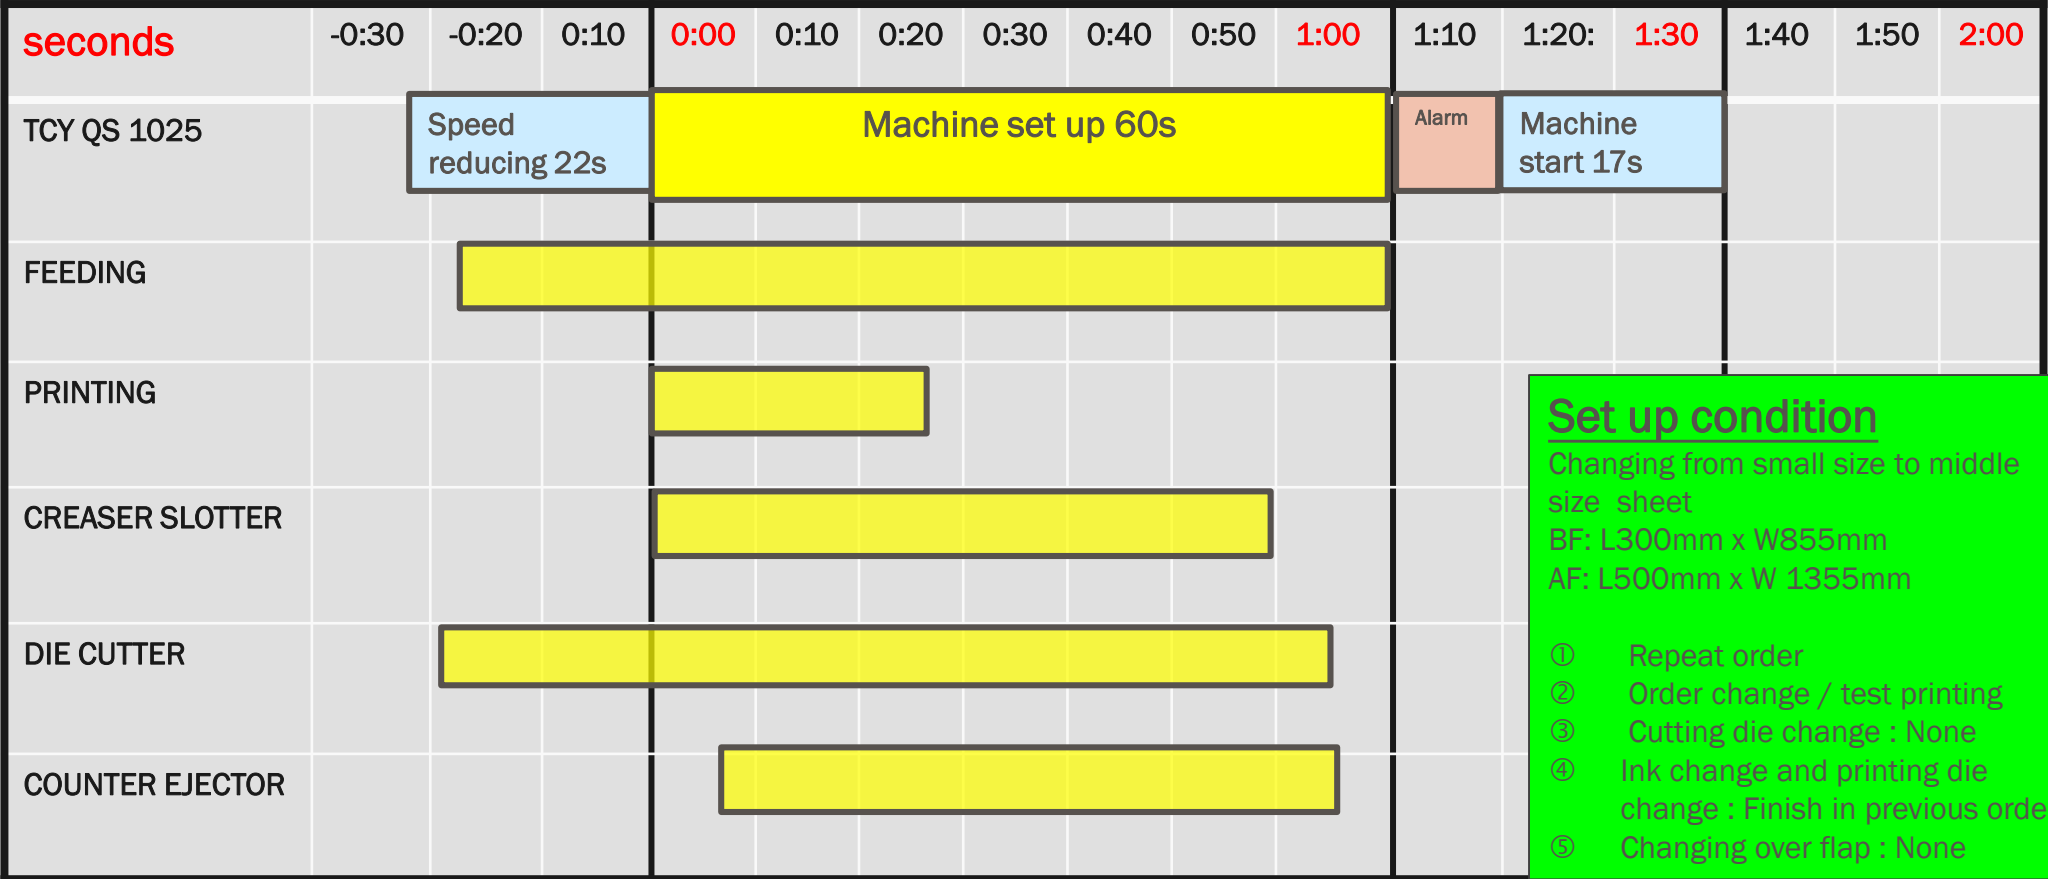 seconds -0:30 -0:20 0:10 0:00 0:10 0:20 0:30 0:40 0:50 1:00 1:10 1:20: 1:30 1:40 1:50 2:00
TCY QS 1025
Speed
reducing 22s
Machine set up 60s
Alarm
Machine
start 17s
FEEDING
PRINTING
CREASER SLOTTER
DIE CUTTER
COUNTER EJECTOR
Set up condition
Changing from small size to middle
size  sheet
BF: L300mm x W855mm
AF: L500mm x W 1355mm
① Repeat order
② Order change / test printing
③ Cutting die change : None
④ Ink change and printing die
change : Finish in previous orde
⑤ Changing over flap : None